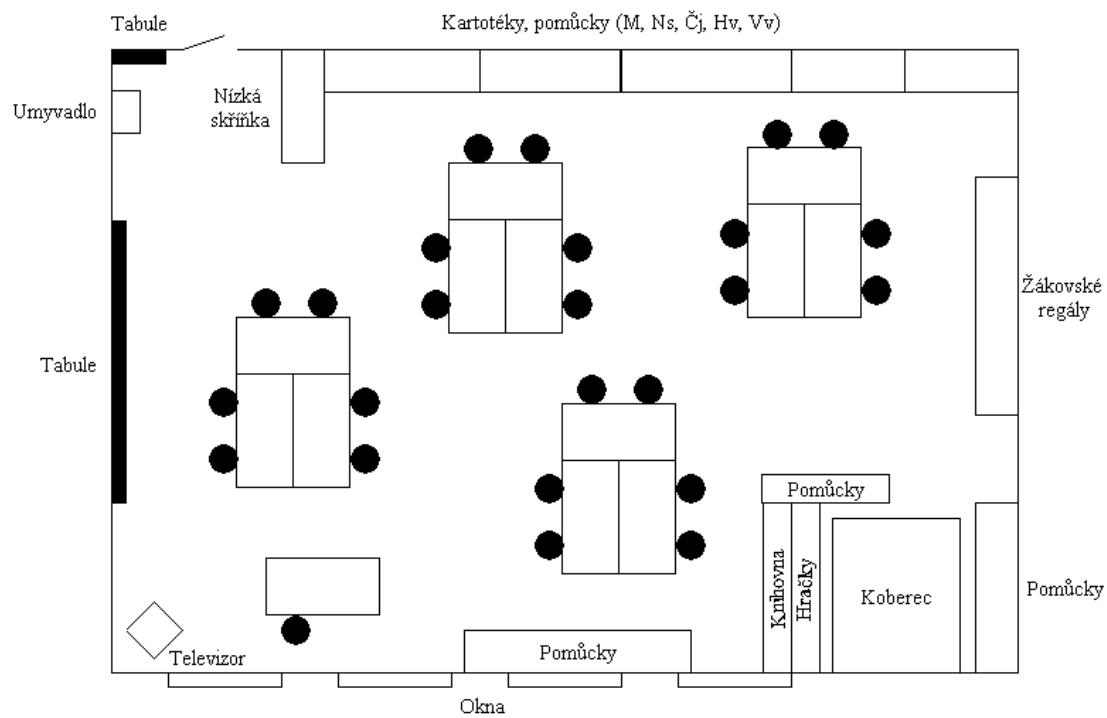 Tabule
Kartotéky, pomůcky (M, Ns, Čj, Hv, Vv)
Umyvadlo
Nízká
skříňka
Žákovské
regály
Tabule
Pomůcky
Knihovna
Hračky
Koberec
Pomůcky
Pomůcky
Televizor
Okna